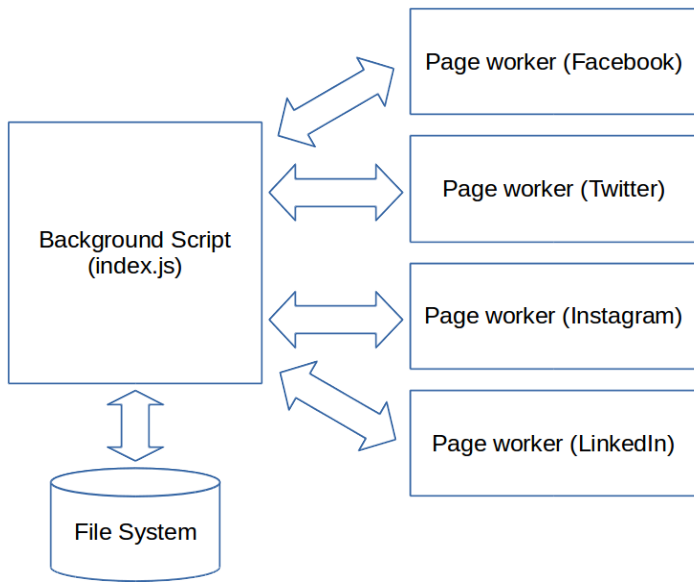 Page worker (Facebook)
Page worker (Twitter)
Background Script
(index.js)
Page worker (Instagram)
Page worker (LinkedIn)
File System